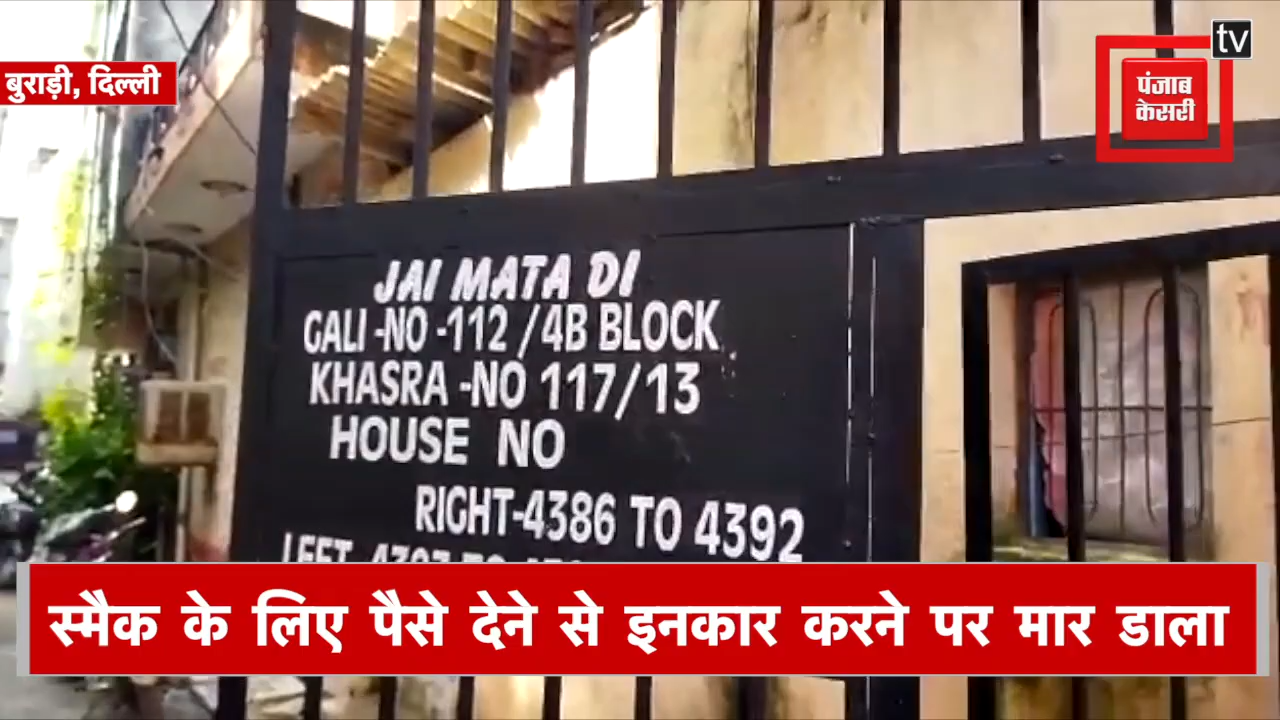 बुराड़ी, दिल्ली
tv
पंजाब
केसरी
JAI MATA DI
GALI -NO -112 /4B BLOCK
KHASRA -NO 117/13
HOUSE NO
RIGHT-4386 TO 4392
LEFT
स्मैक के लिए पैसे देने से इनकार करने पर मार डाला